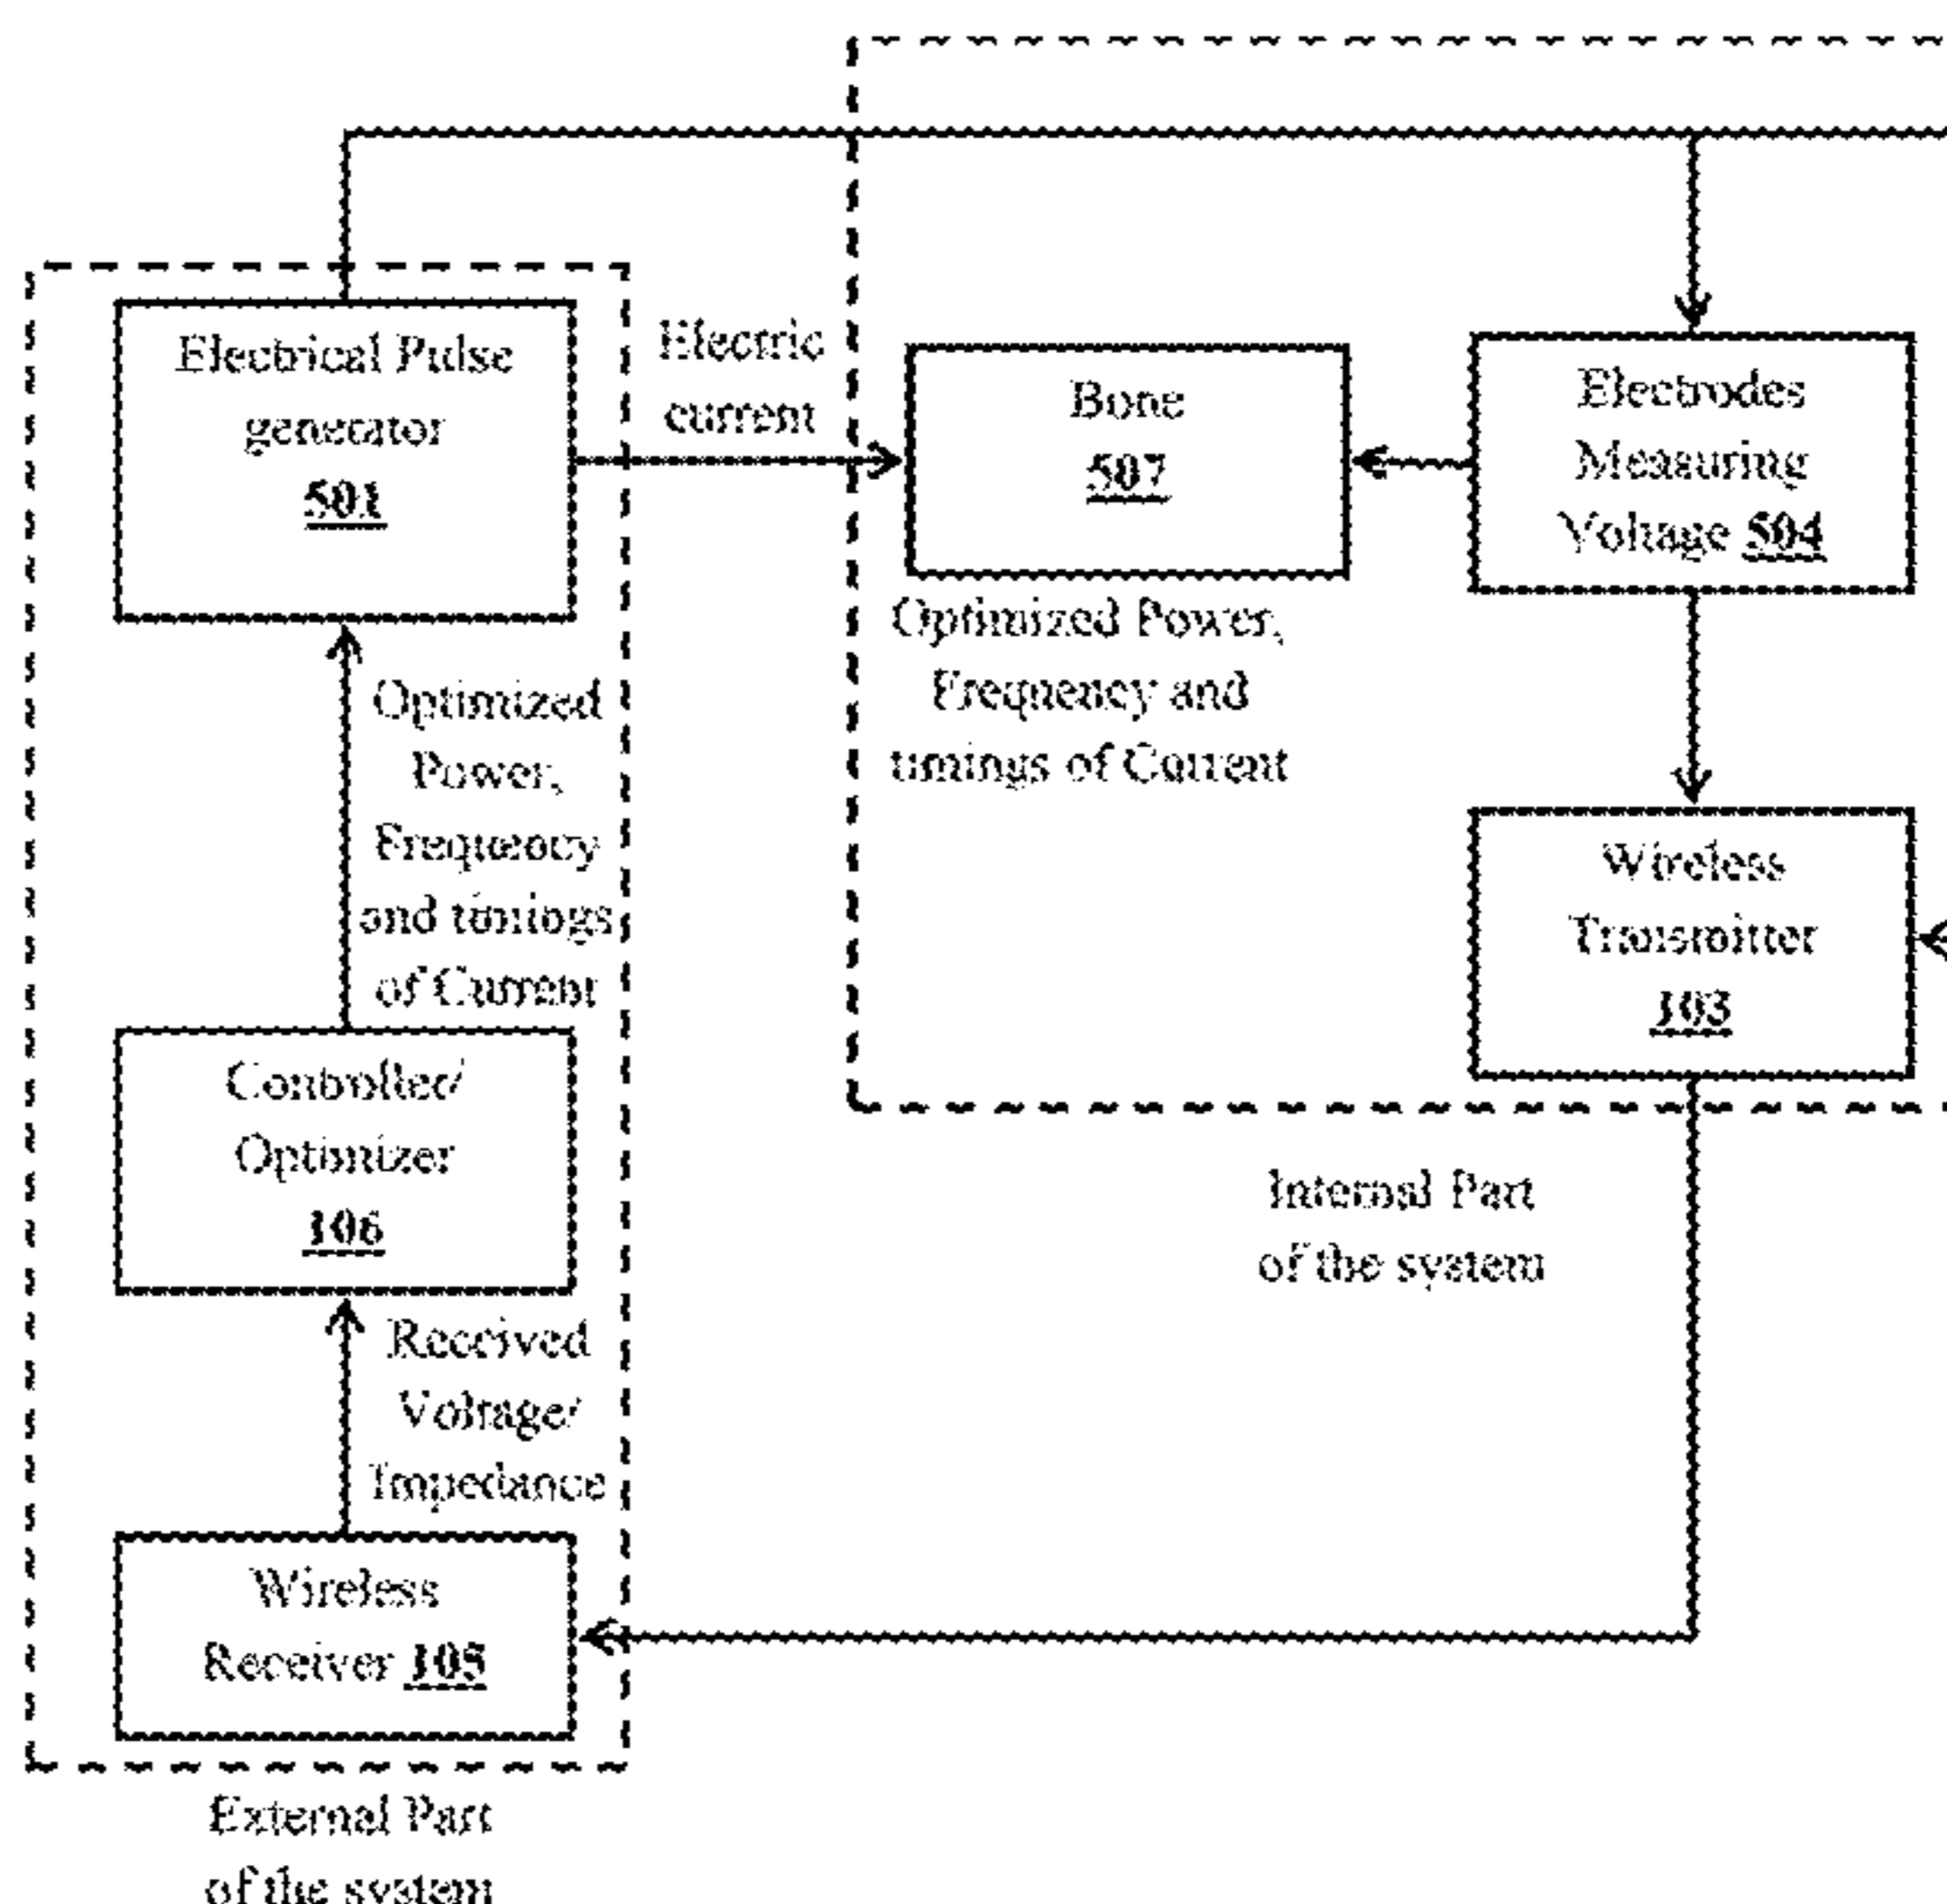 Electrical Pulse
generator
501
Electric
current
Bone
507
Electrodes
Measuring
Voltage 504
Optimized Power,
Frequency and
timings of Current
Optimized
Power,
Frequency
and timings
of Current
Wireless
Transmitter
103
Controller/
Optimizer
106
Internal Part
of the system
Received
Voltage/
Impedance
Wireless
Receiver 105
External Part
of the system